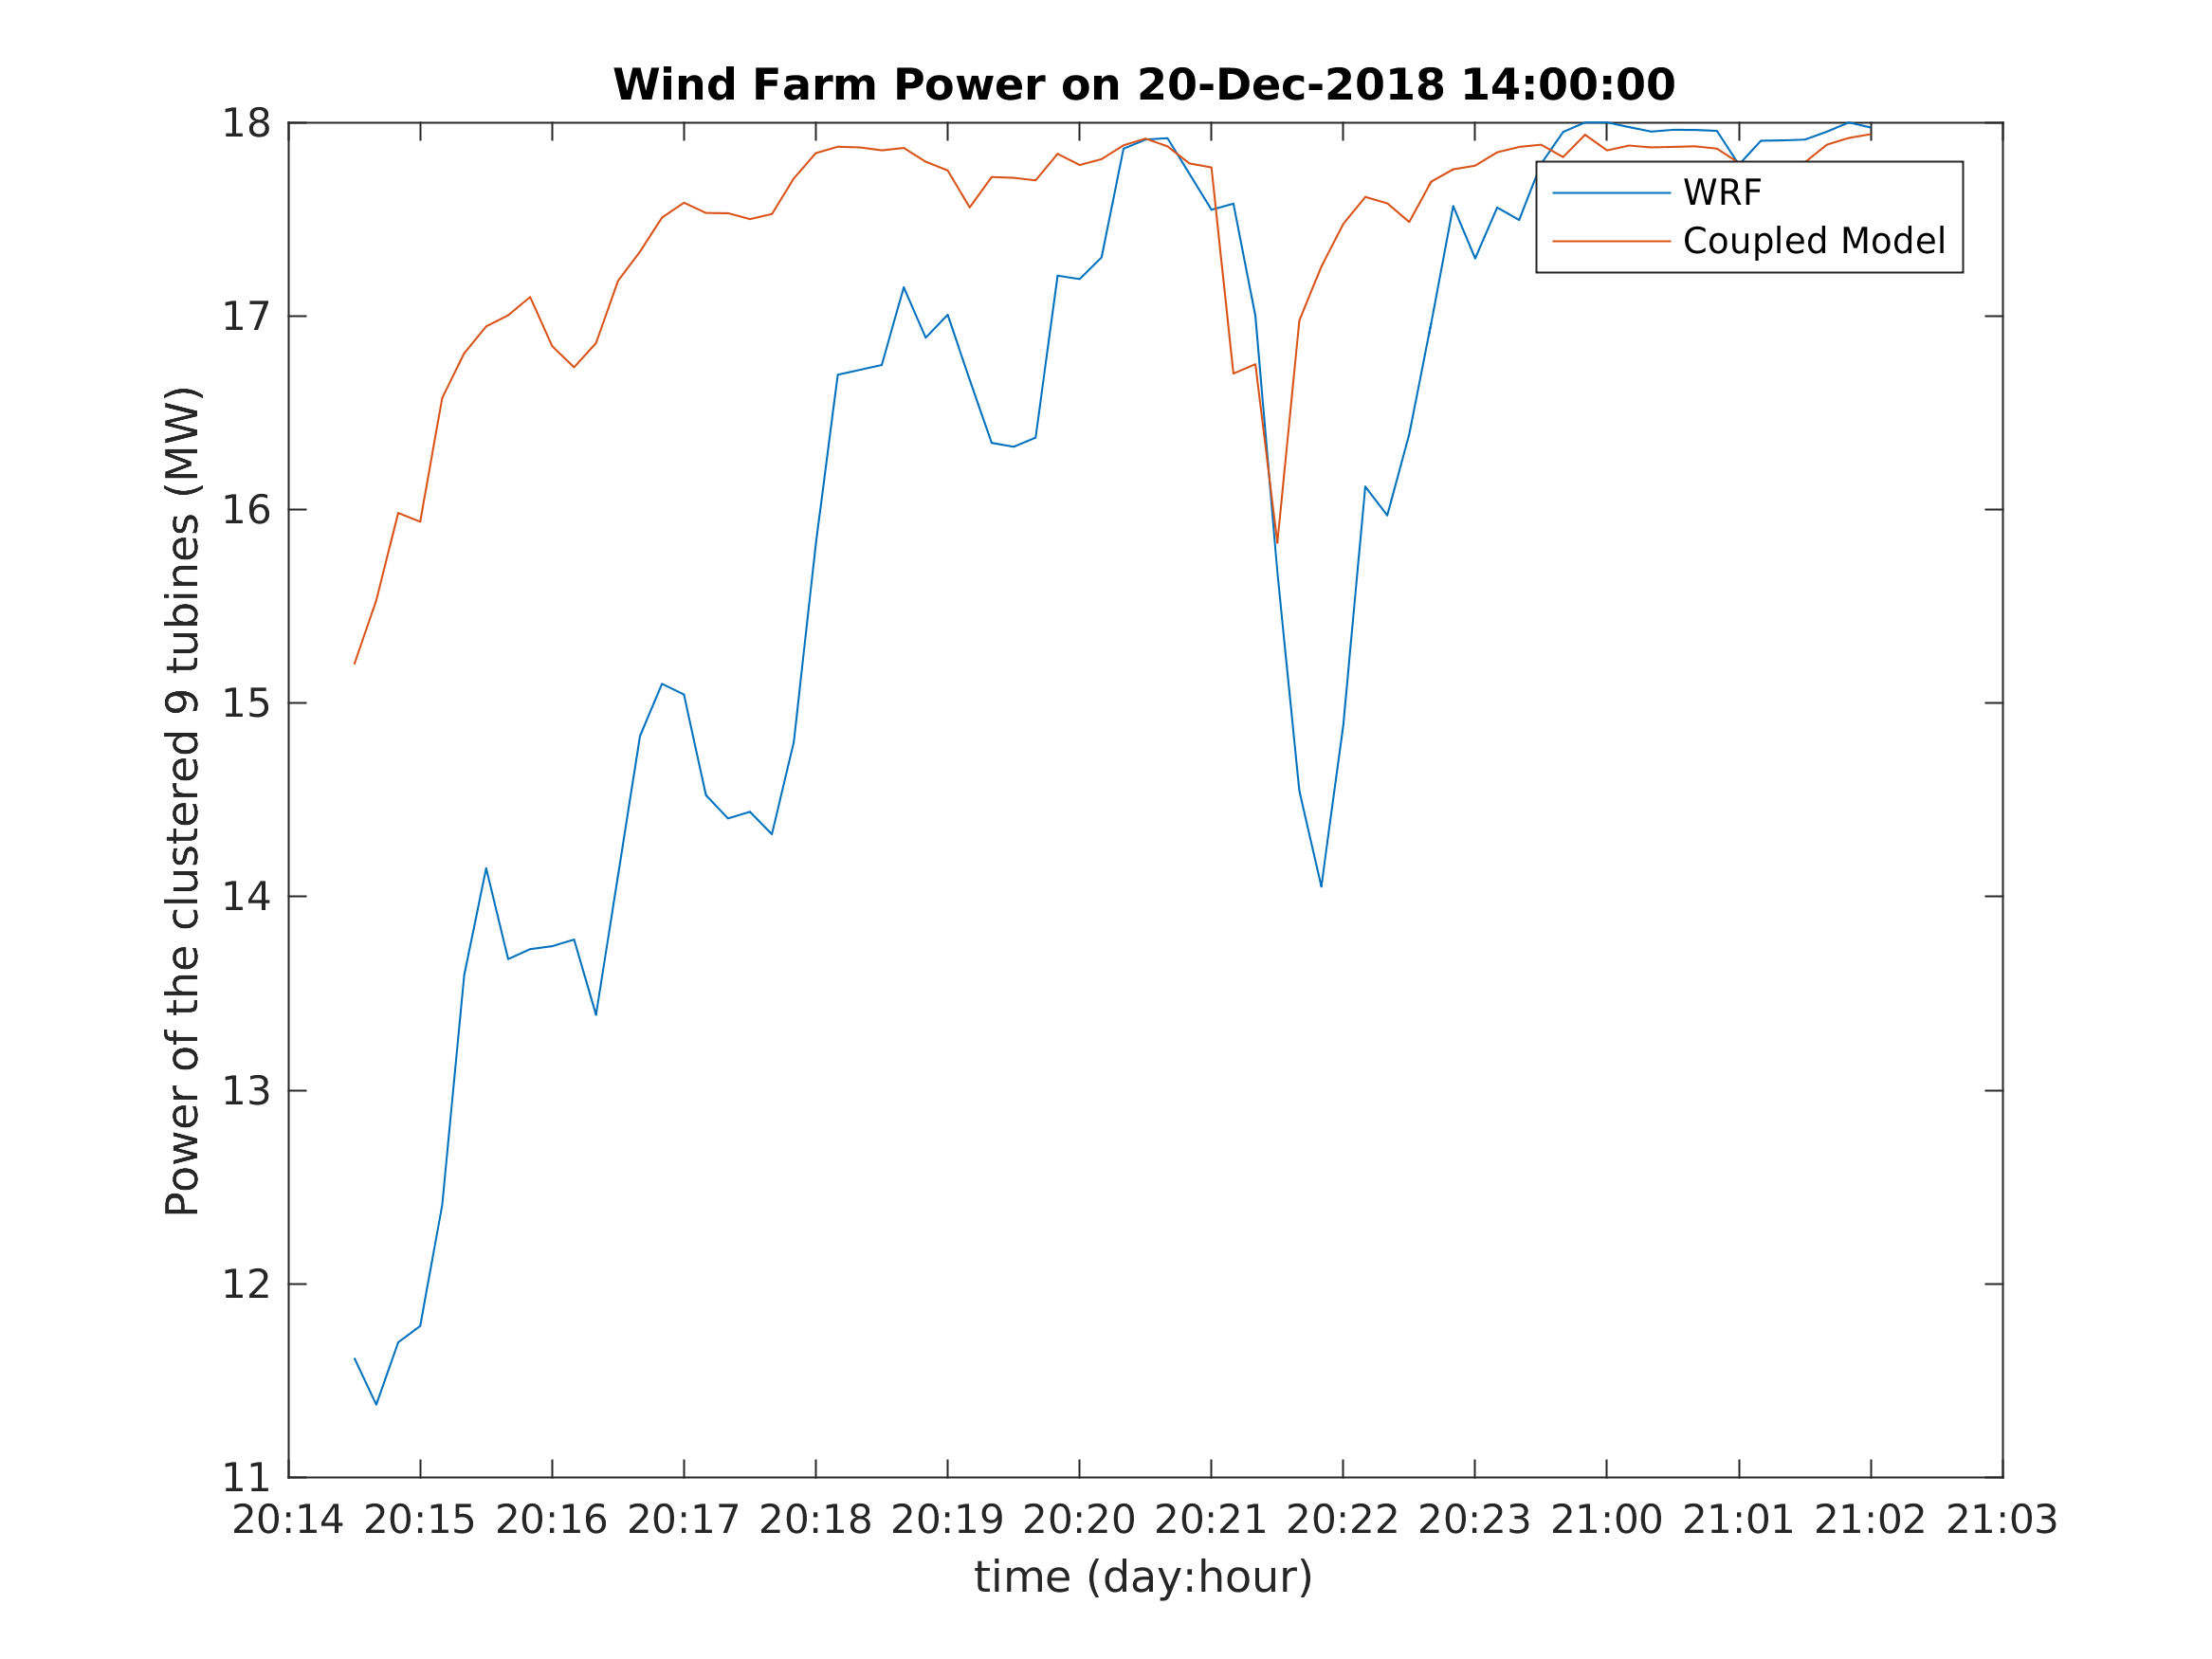 Wind Farm Power on 20-Dec-2018 14:00:00
18
17
16
15
14
13
12
11
Power of the clustered 9 tubines (MW)
WRF
Coupled Model
20:14 20:15 20:16 20:17 20:18 20:19 20:20 20:21 20:22 20:23 21:00 21:01 21:02 21:03
time (day:hour)